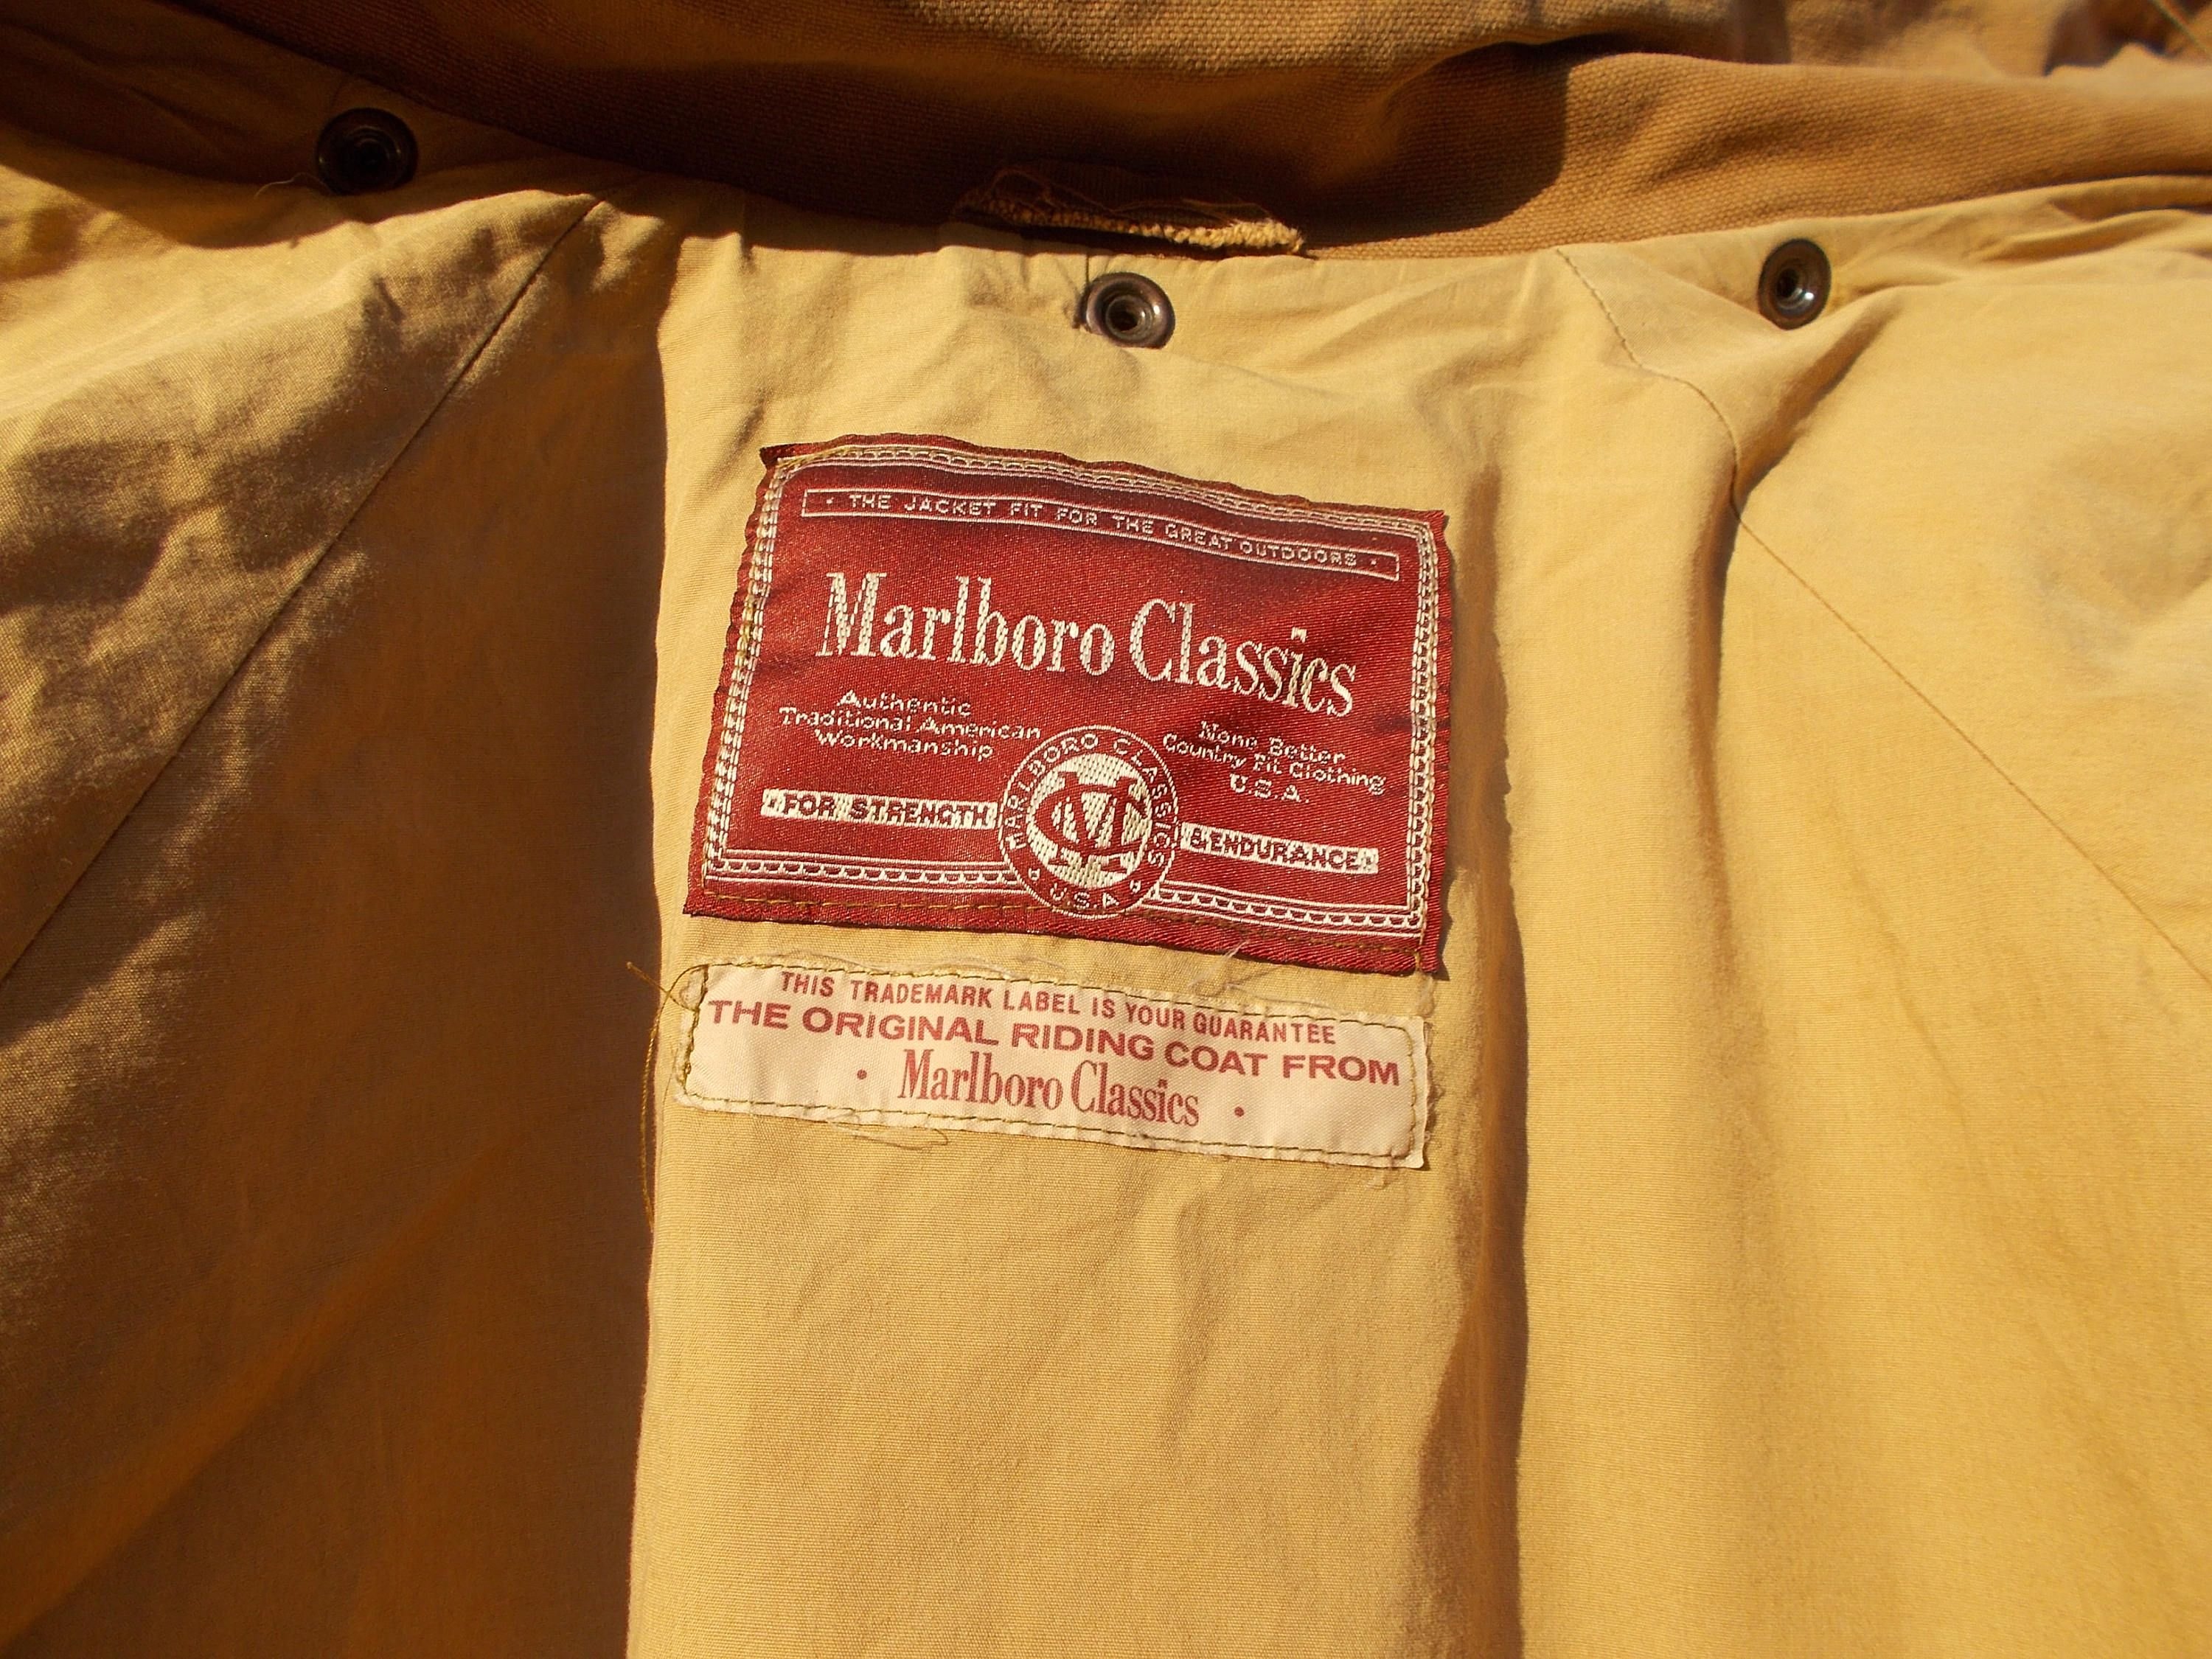 · THE JACKET FIT FOR THE GREAT OUTDOORS ·
Marlboro Classics
Authentic
Traditional American
Workmanship
None Better
Country Fit Clothing
U.S.A.
· FOR STRENGTH
MARLBORO CLASSICS
MC
U.S.A
& ENDURANCE ·
THIS TRADEMARK LABEL IS YOUR GUARANTEE
THE ORIGINAL RIDING COAT FROM
· Marlboro Classics ·